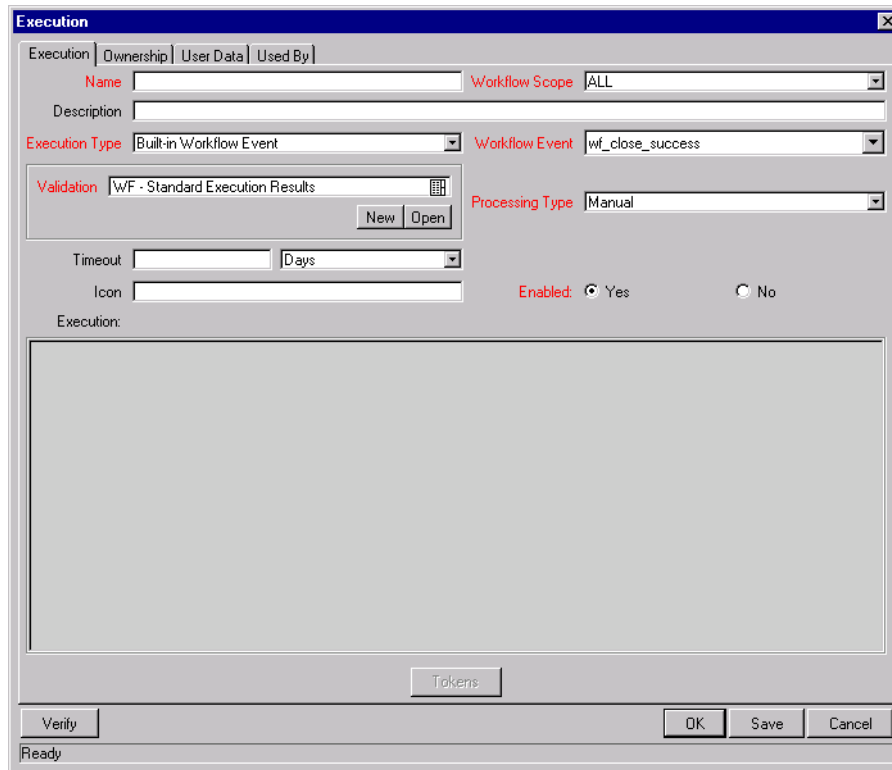 Execution
Execution Ownership User Data Used By
Name Workflow Scope ALL
Description
Execution Type Built-in Workflow Event Workflow Event wf_close_success
Validation WF - Standard Execution Results
Processing Type Manual
New Open
Timeout Days
Icon Enabled: Yes No
Execution:
Tokens
Verify OK Save Cancel
Ready